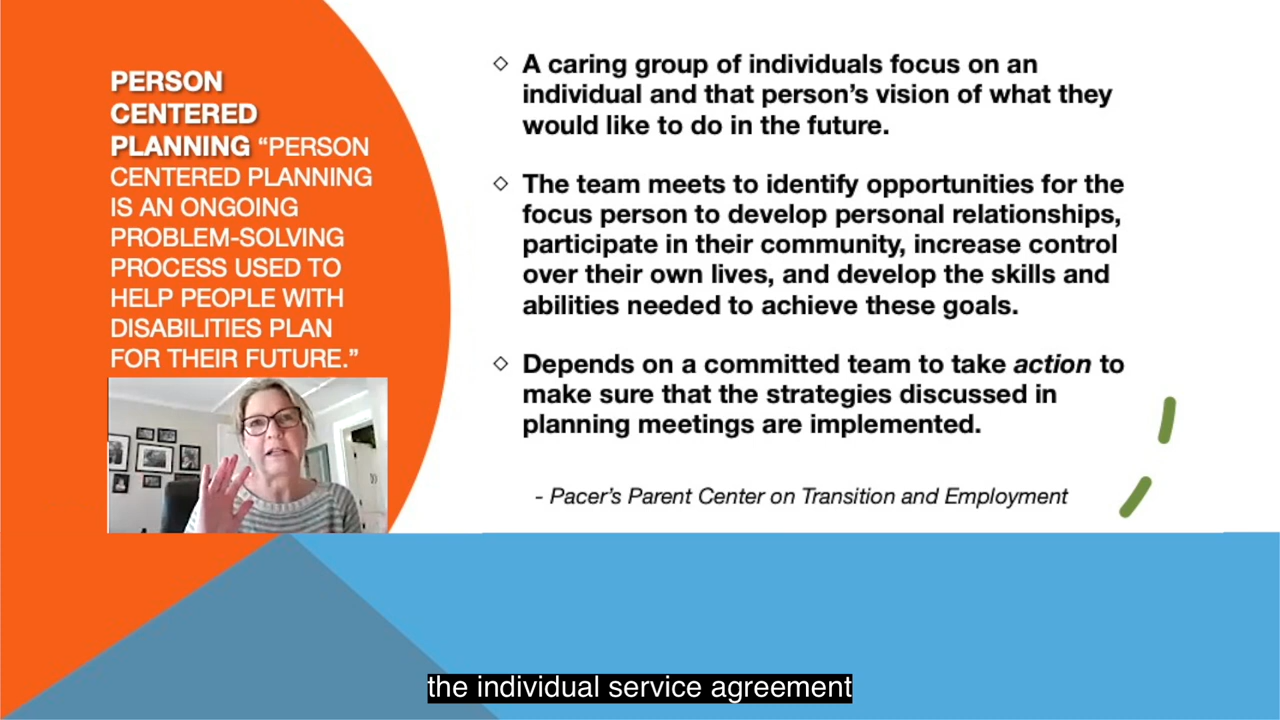 PERSON
CENTERED
PLANNING “PERSON
CENTERED PLANNING
IS AN ONGOING
PROBLEM-SOLVING
PROCESS USED TO
HELP PEOPLE WITH
DISABILITIES PLAN
FOR THEIR FUTURE.”
◇ A caring group of individuals focus on an
individual and that person’s vision of what they
would like to do in the future.
◇ The team meets to identify opportunities for the
focus person to develop personal relationships,
participate in their community, increase control
over their own lives, and develop the skills and
abilities needed to achieve these goals.
◇ Depends on a committed team to take action to
make sure that the strategies discussed in
planning meetings are implemented.
- Pacer’s Parent Center on Transition and Employment
the individual service agreement